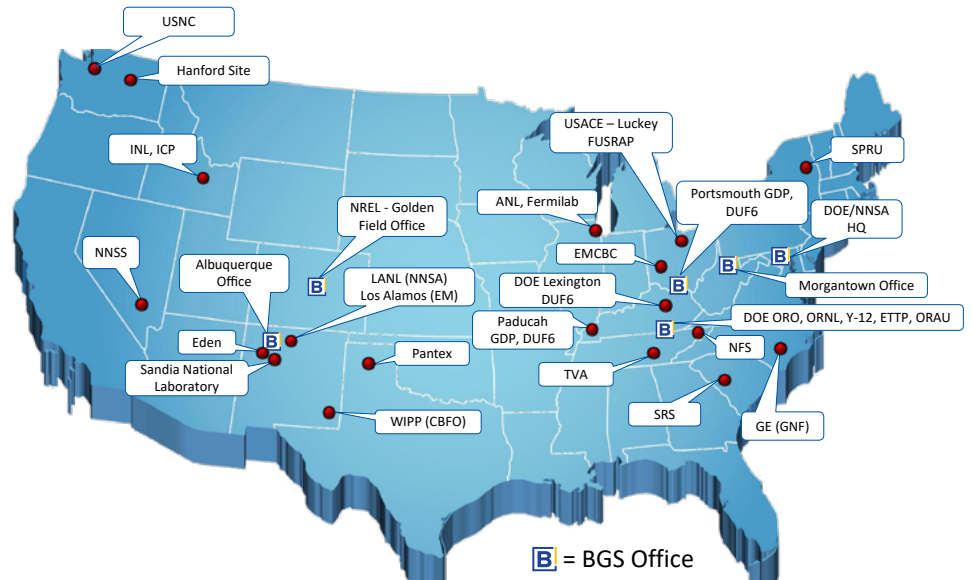 USNC
Hanford Site
INL, ICP
USACE – Luckey
FUSRAP
SPRU
NREL - Golden
Field Office
ANL, Fermilab
Portsmouth GDP,
DUF6
DOE/NNSA
HQ
NNSS
Albuquerque
Office
LANL (NNSA)
Los Alamos (EM)
EMCBC
Morgantown Office
DOE Lexington
DUF6
Paducah
GDP, DUF6
DOE ORO, ORNL, Y-12, ETTP, ORAU
Eden
Sandia National
Laboratory
Pantex
TVA
NFS
WIPP (CBFO)
SRS
GE (GNF)
B
B
B
B
B
B = BGS Office